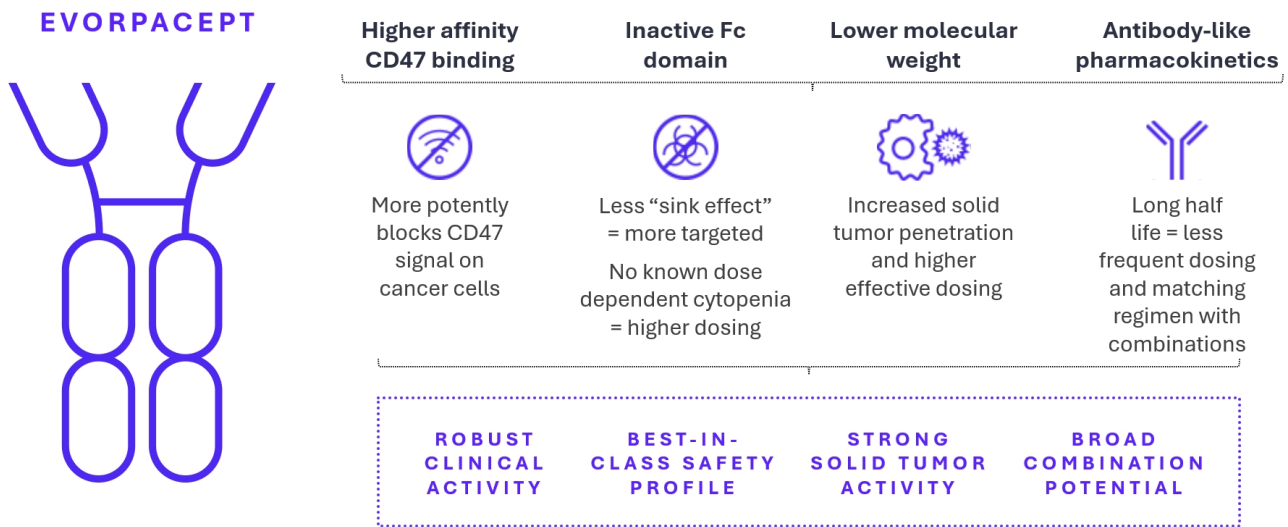 EVORPACEPT
Higher affinity
CD47 binding
Inactive Fc
domain
Lower molecular
weight
Antibody-like
pharmacokinetics
More potently
blocks CD47
signal on
cancer cells
Less “sink effect”
= more targeted
No known dose
dependent cytopenia
= higher dosing
Increased solid
tumor penetration
and higher
effective dosing
Long half
life = less
frequent dosing
and matching
regimen with
combinations
ROBUST
CLINICAL
ACTIVITY
BEST-IN-
CLASS SAFETY
PROFILE
STRONG
SOLID TUMOR
ACTIVITY
BROAD
COMBINATION
POTENTIAL